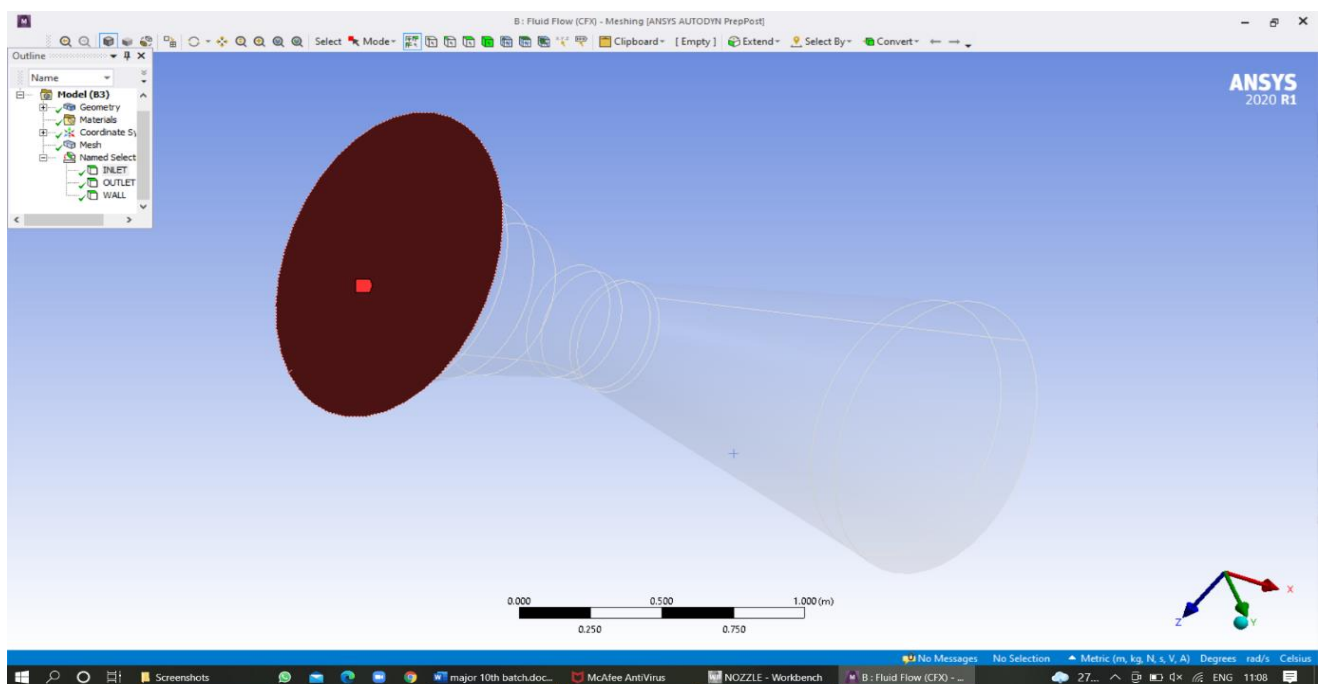 M
B : Fluid Flow (CFX) - Meshing [ANSYS AUTODYN PrepPost]
Select Mode Clipboard [ Empty ] Extend Select By Convert
Outline
Name
Model (B3)
Geometry
Materials
Coordinate Sy
Mesh
Named Select
INLET
OUTLET
WALL
ANSYS
2020 R1
0.000 0.500 1.000 (m)
0.250 0.750
X
Y
Z
No Messages No Selection Metric (m, kg, N, s, V, A) Degrees rad/s Celsius
Screenshots major 10th batch.doc... McAfee AntiVirus NOZZLE - Workbench B : Fluid Flow (CFX) - ... 27... ENG 11:08